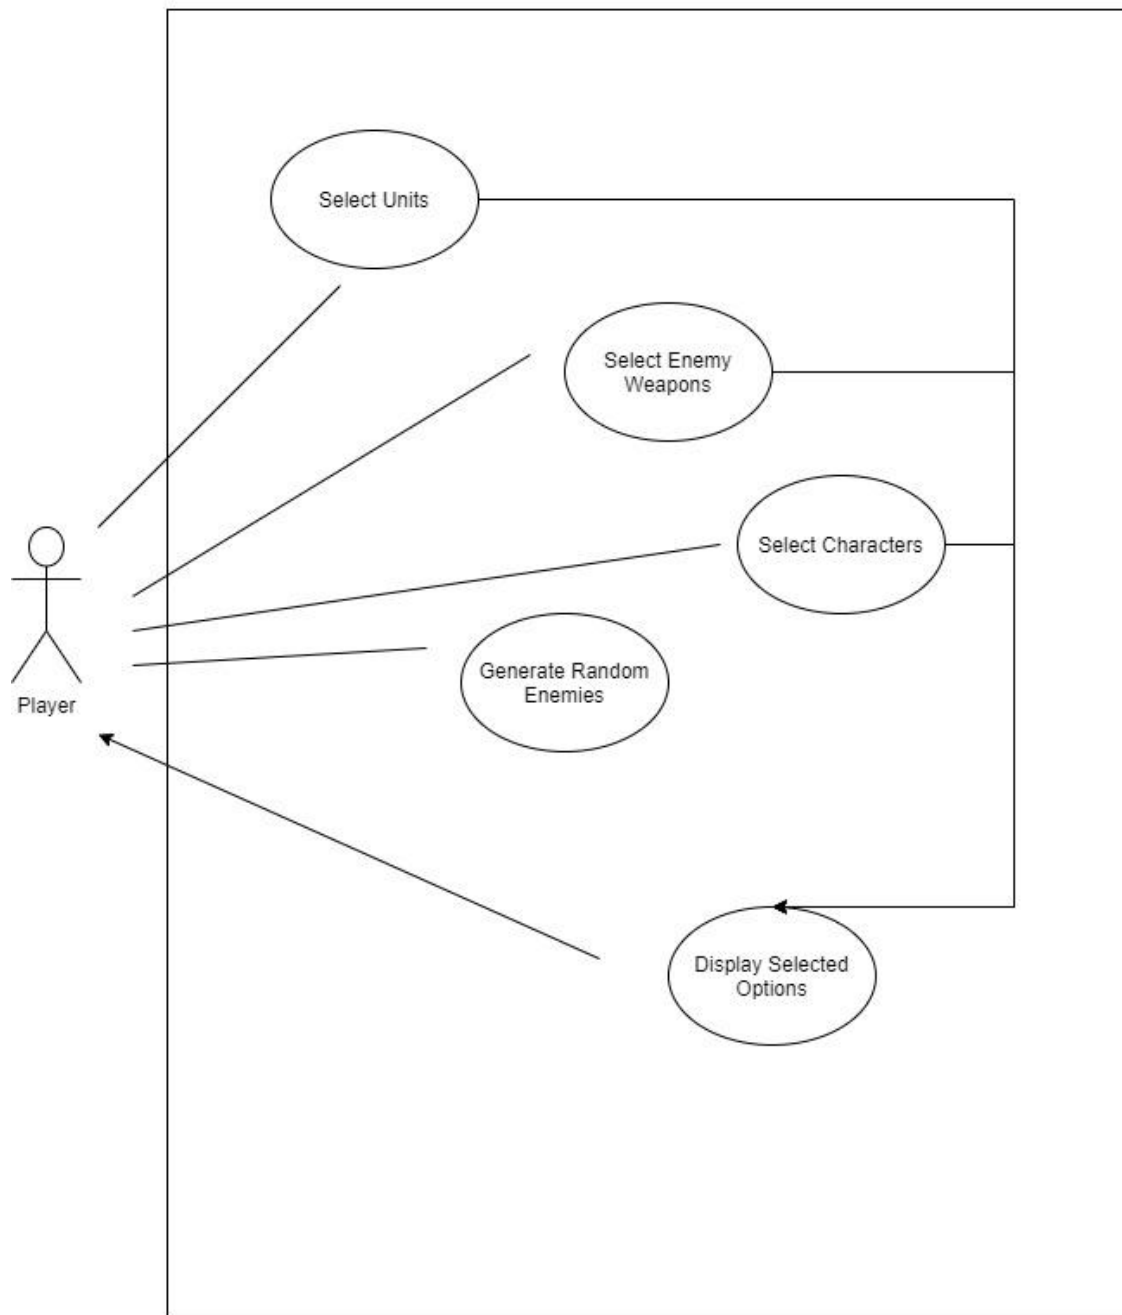 Select Units
Select Enemy
Weapons
Select Characters
Generate Random
Enemies
Player
Display Selected
Options